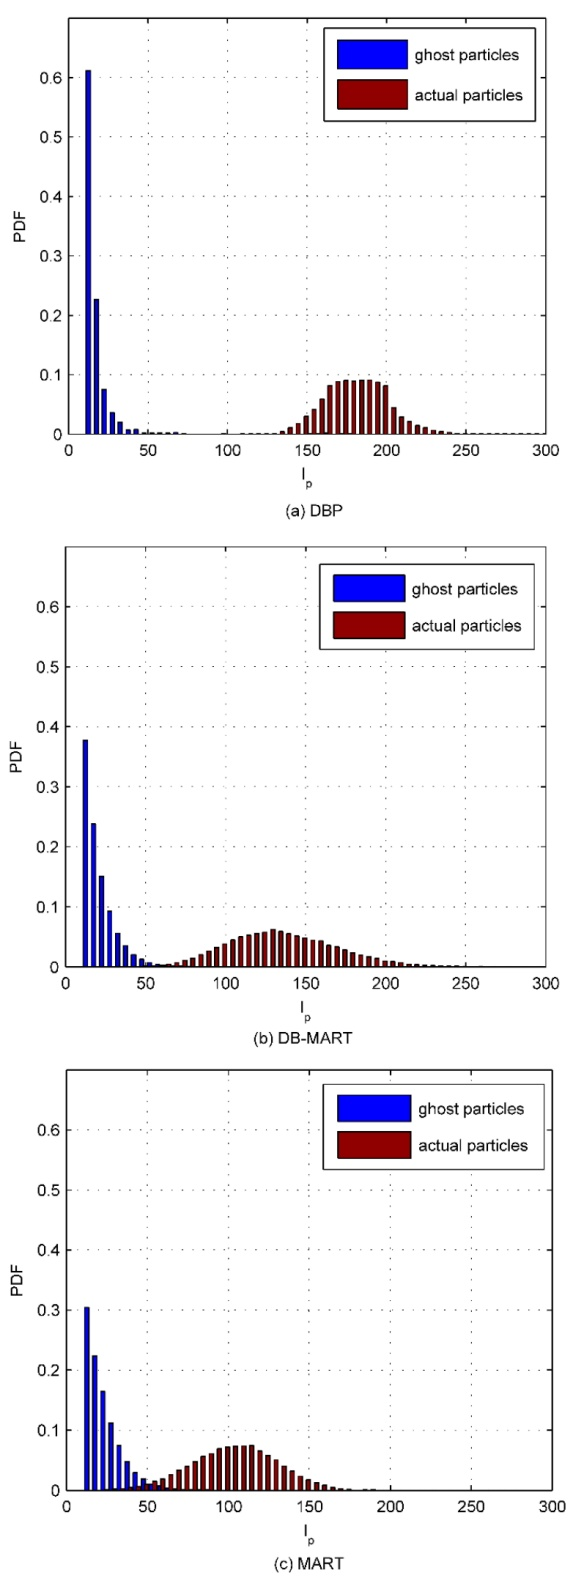 ghost particles
actual particles
0.6
0.5
0.4
0.3
0.2
0.1
0
PDF
0 50 100 150 200 250 300
Ip
(a) DBP
ghost particles
actual particles
0.6
0.5
0.4
0.3
0.2
0.1
0
PDF
0 50 100 150 200 250 300
Ip
(b) DB-MART
ghost particles
actual particles
0.6
0.5
0.4
0.3
0.2
0.1
0
PDF
0 50 100 150 200 250 300
Ip
(c) MART